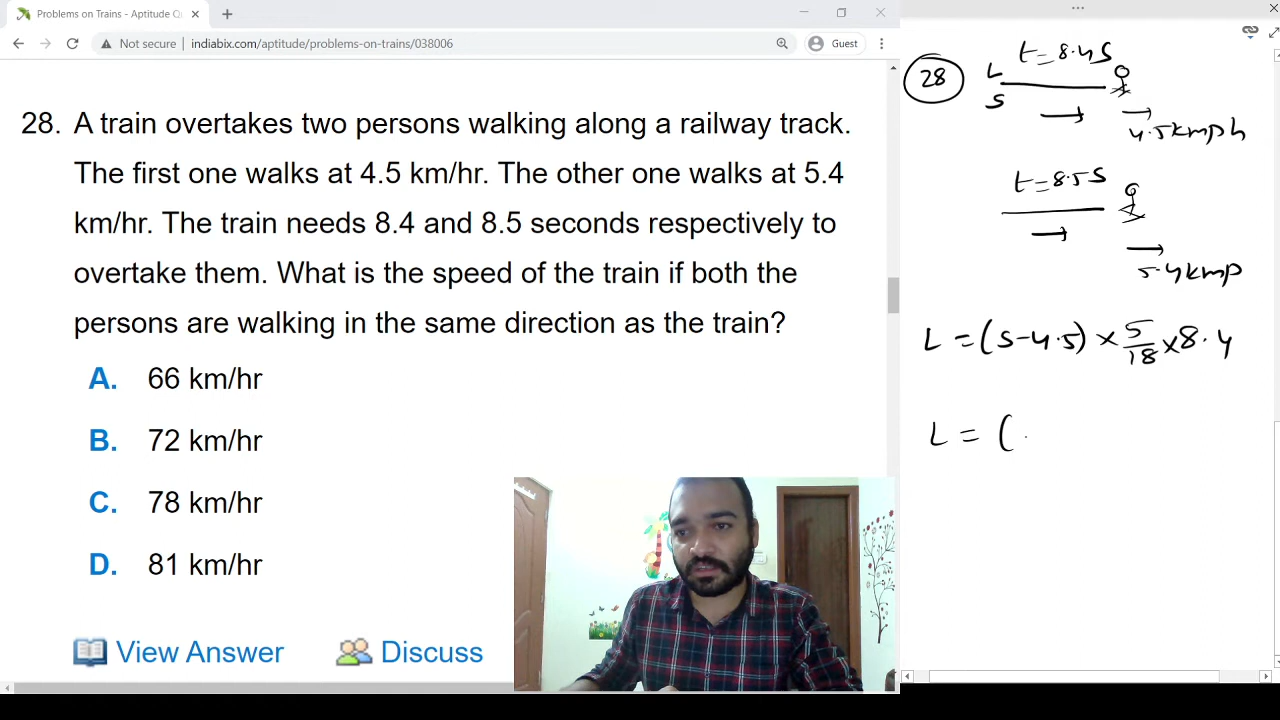 Problems on Trains - Aptitude Q
Not secure | indiabix.com/aptitude/problems-on-trains/038006
Guest
28. A train overtakes two persons walking along a railway track.
The first one walks at 4.5 km/hr. The other one walks at 5.4
km/hr. The train needs 8.4 and 8.5 seconds respectively to
overtake them. What is the speed of the train if both the
persons are walking in the same direction as the train?
A. 66 km/hr
B. 72 km/hr
C. 78 km/hr
D. 81 km/hr
View Answer
Discuss
28
L
S
t=8.4s
4.5kmph
t=8.5s
5.4kmp
L = (S-4.5) × 5/18 × 8.4
L = (